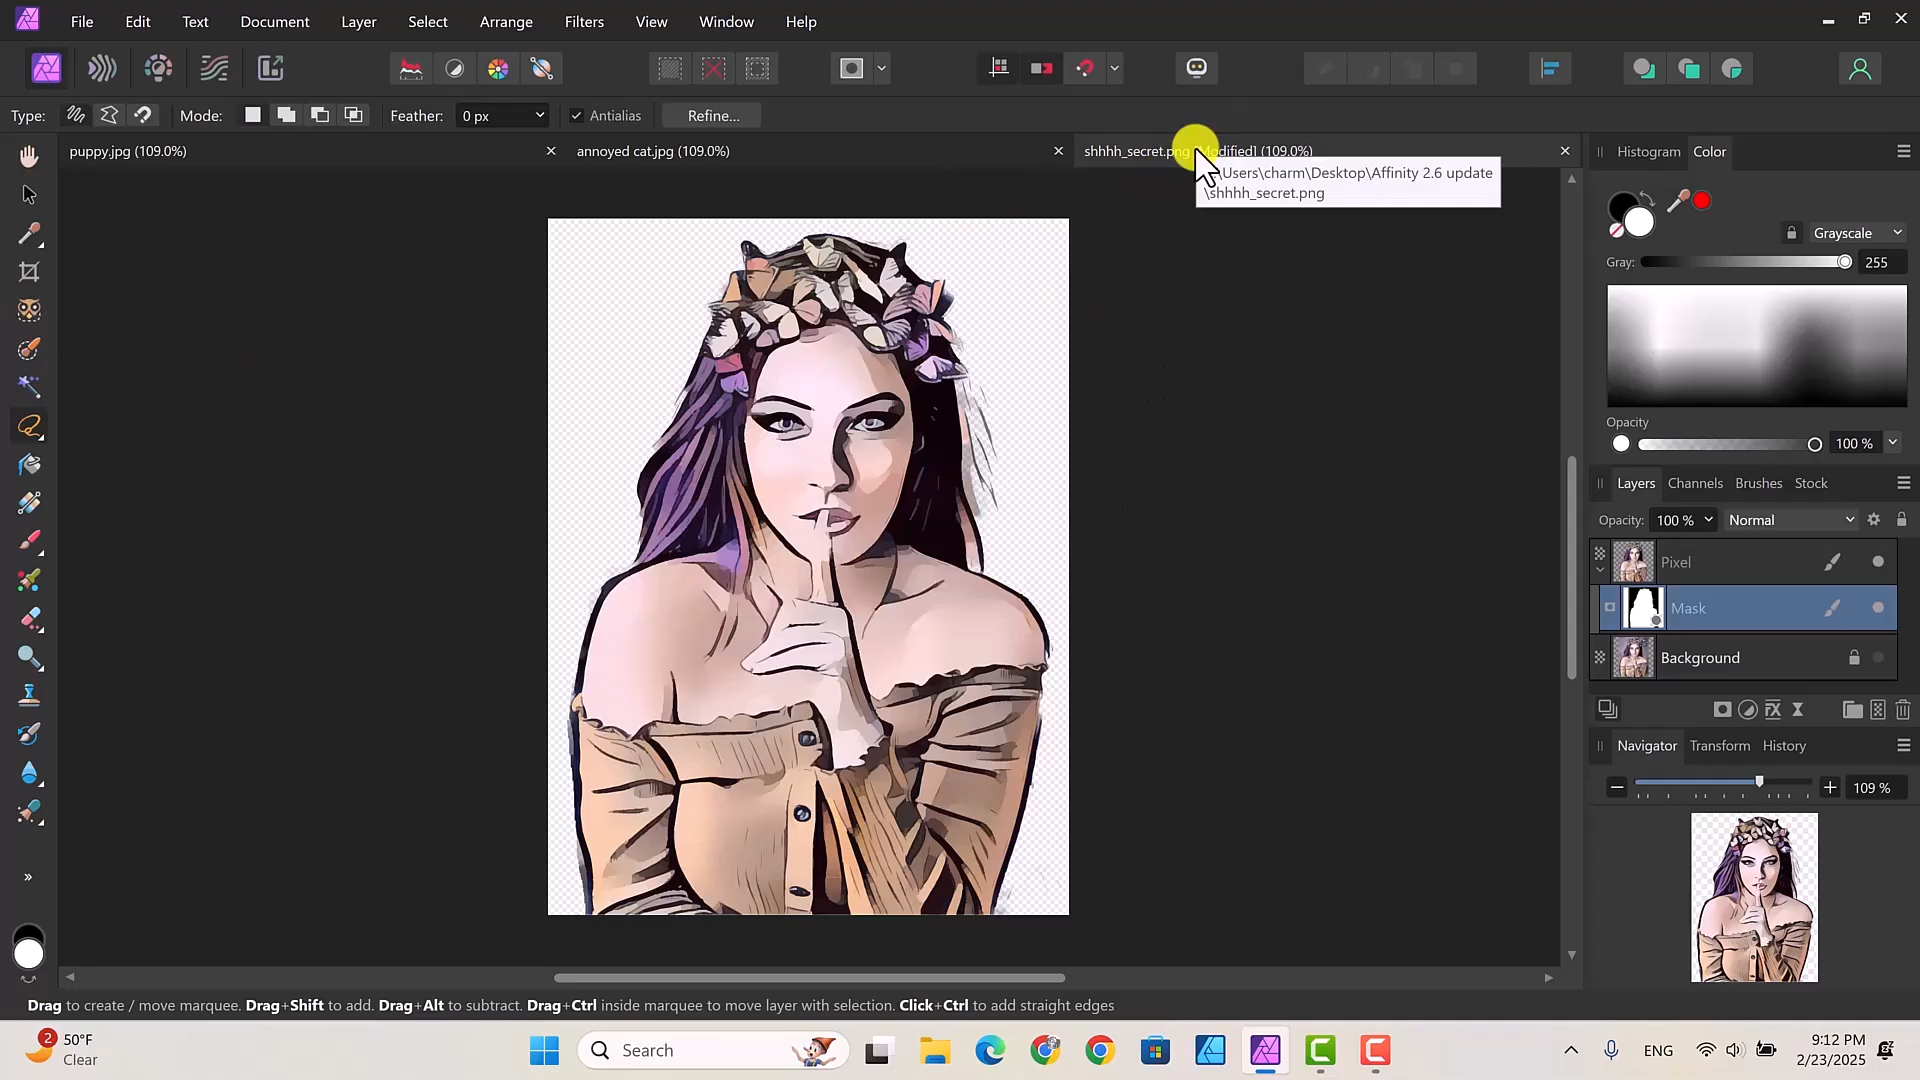 File Edit Text Document Layer Select Arrange Filters View Window Help
Type: Mode: Feather: 0 px Antialias Refine...
puppy.jpg (109.0%) annoyed cat.jpg (109.0%) shhhh_secret.png [Modified] (109.0%)
\Users\charm\Desktop\Affinity 2.6 update
\shhhh_secret.png
Histogram Color
Grayscale
Gray: 255
Opacity
100 %
Layers Channels Brushes Stock
Opacity: 100 % Normal
Pixel
Mask
Background
Navigator Transform History
109 %
Drag to create / move marquee. Drag+Shift to add. Drag+Alt to subtract. Drag+Ctrl inside marquee to move layer with selection. Click+Ctrl to add straight edges
2 50°F
Clear
Search
ENG
9:12 PM
2/23/2025